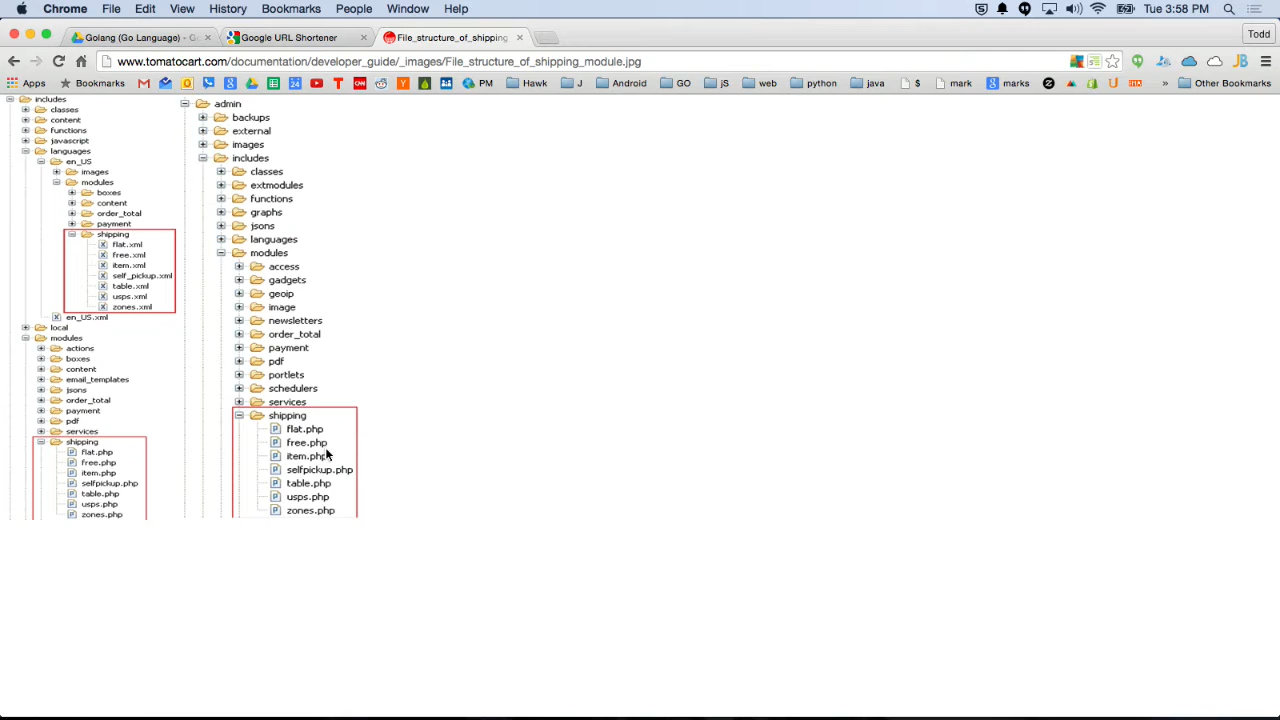 Chrome File Edit View History Bookmarks People Window Help Tue 3:58 PM
Golang (Go Language) - G Google URL Shortener File_structure_of_shipping Todd
www.tomatocart.com/documentation/developer_guide/_images/File_structure_of_shipping_module.jpg
Apps Bookmarks PM Hawk J Android GO jS web python java $ mark marks Other Bookmarks
includes
classes
content
functions
javascript
languages
en_US
images
modules
boxes
content
order_total
payment
shipping
flat.xml
free.xml
item.xml
self_pickup.xml
table.xml
usps.xml
zones.xml
en_US.xml
local
modules
actions
boxes
content
email_templates
jsons
order_total
payment
pdf
services
shipping
flat.php
free.php
item.php
selfpickup.php
table.php
usps.php
zones.php
admin
backups
external
images
includes
classes
extmodules
functions
graphs
jsons
languages
modules
access
gadgets
geoip
image
newsletters
order_total
payment
pdf
portlets
schedulers
services
shipping
flat.php
free.php
item.php
selfpickup.php
table.php
usps.php
zones.php